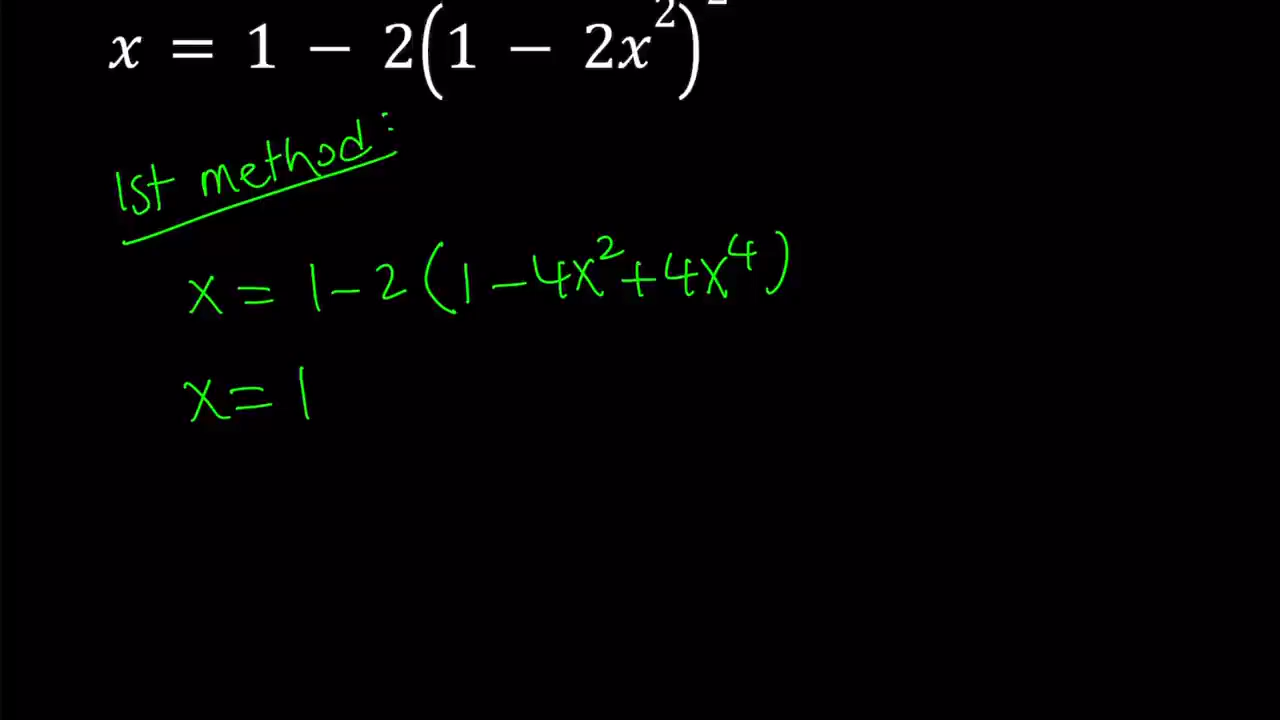 x = 1 − 2(1 − 2x²)²
1st method:
x = 1 - 2 (1 - 4x² + 4x⁴)
x = 1